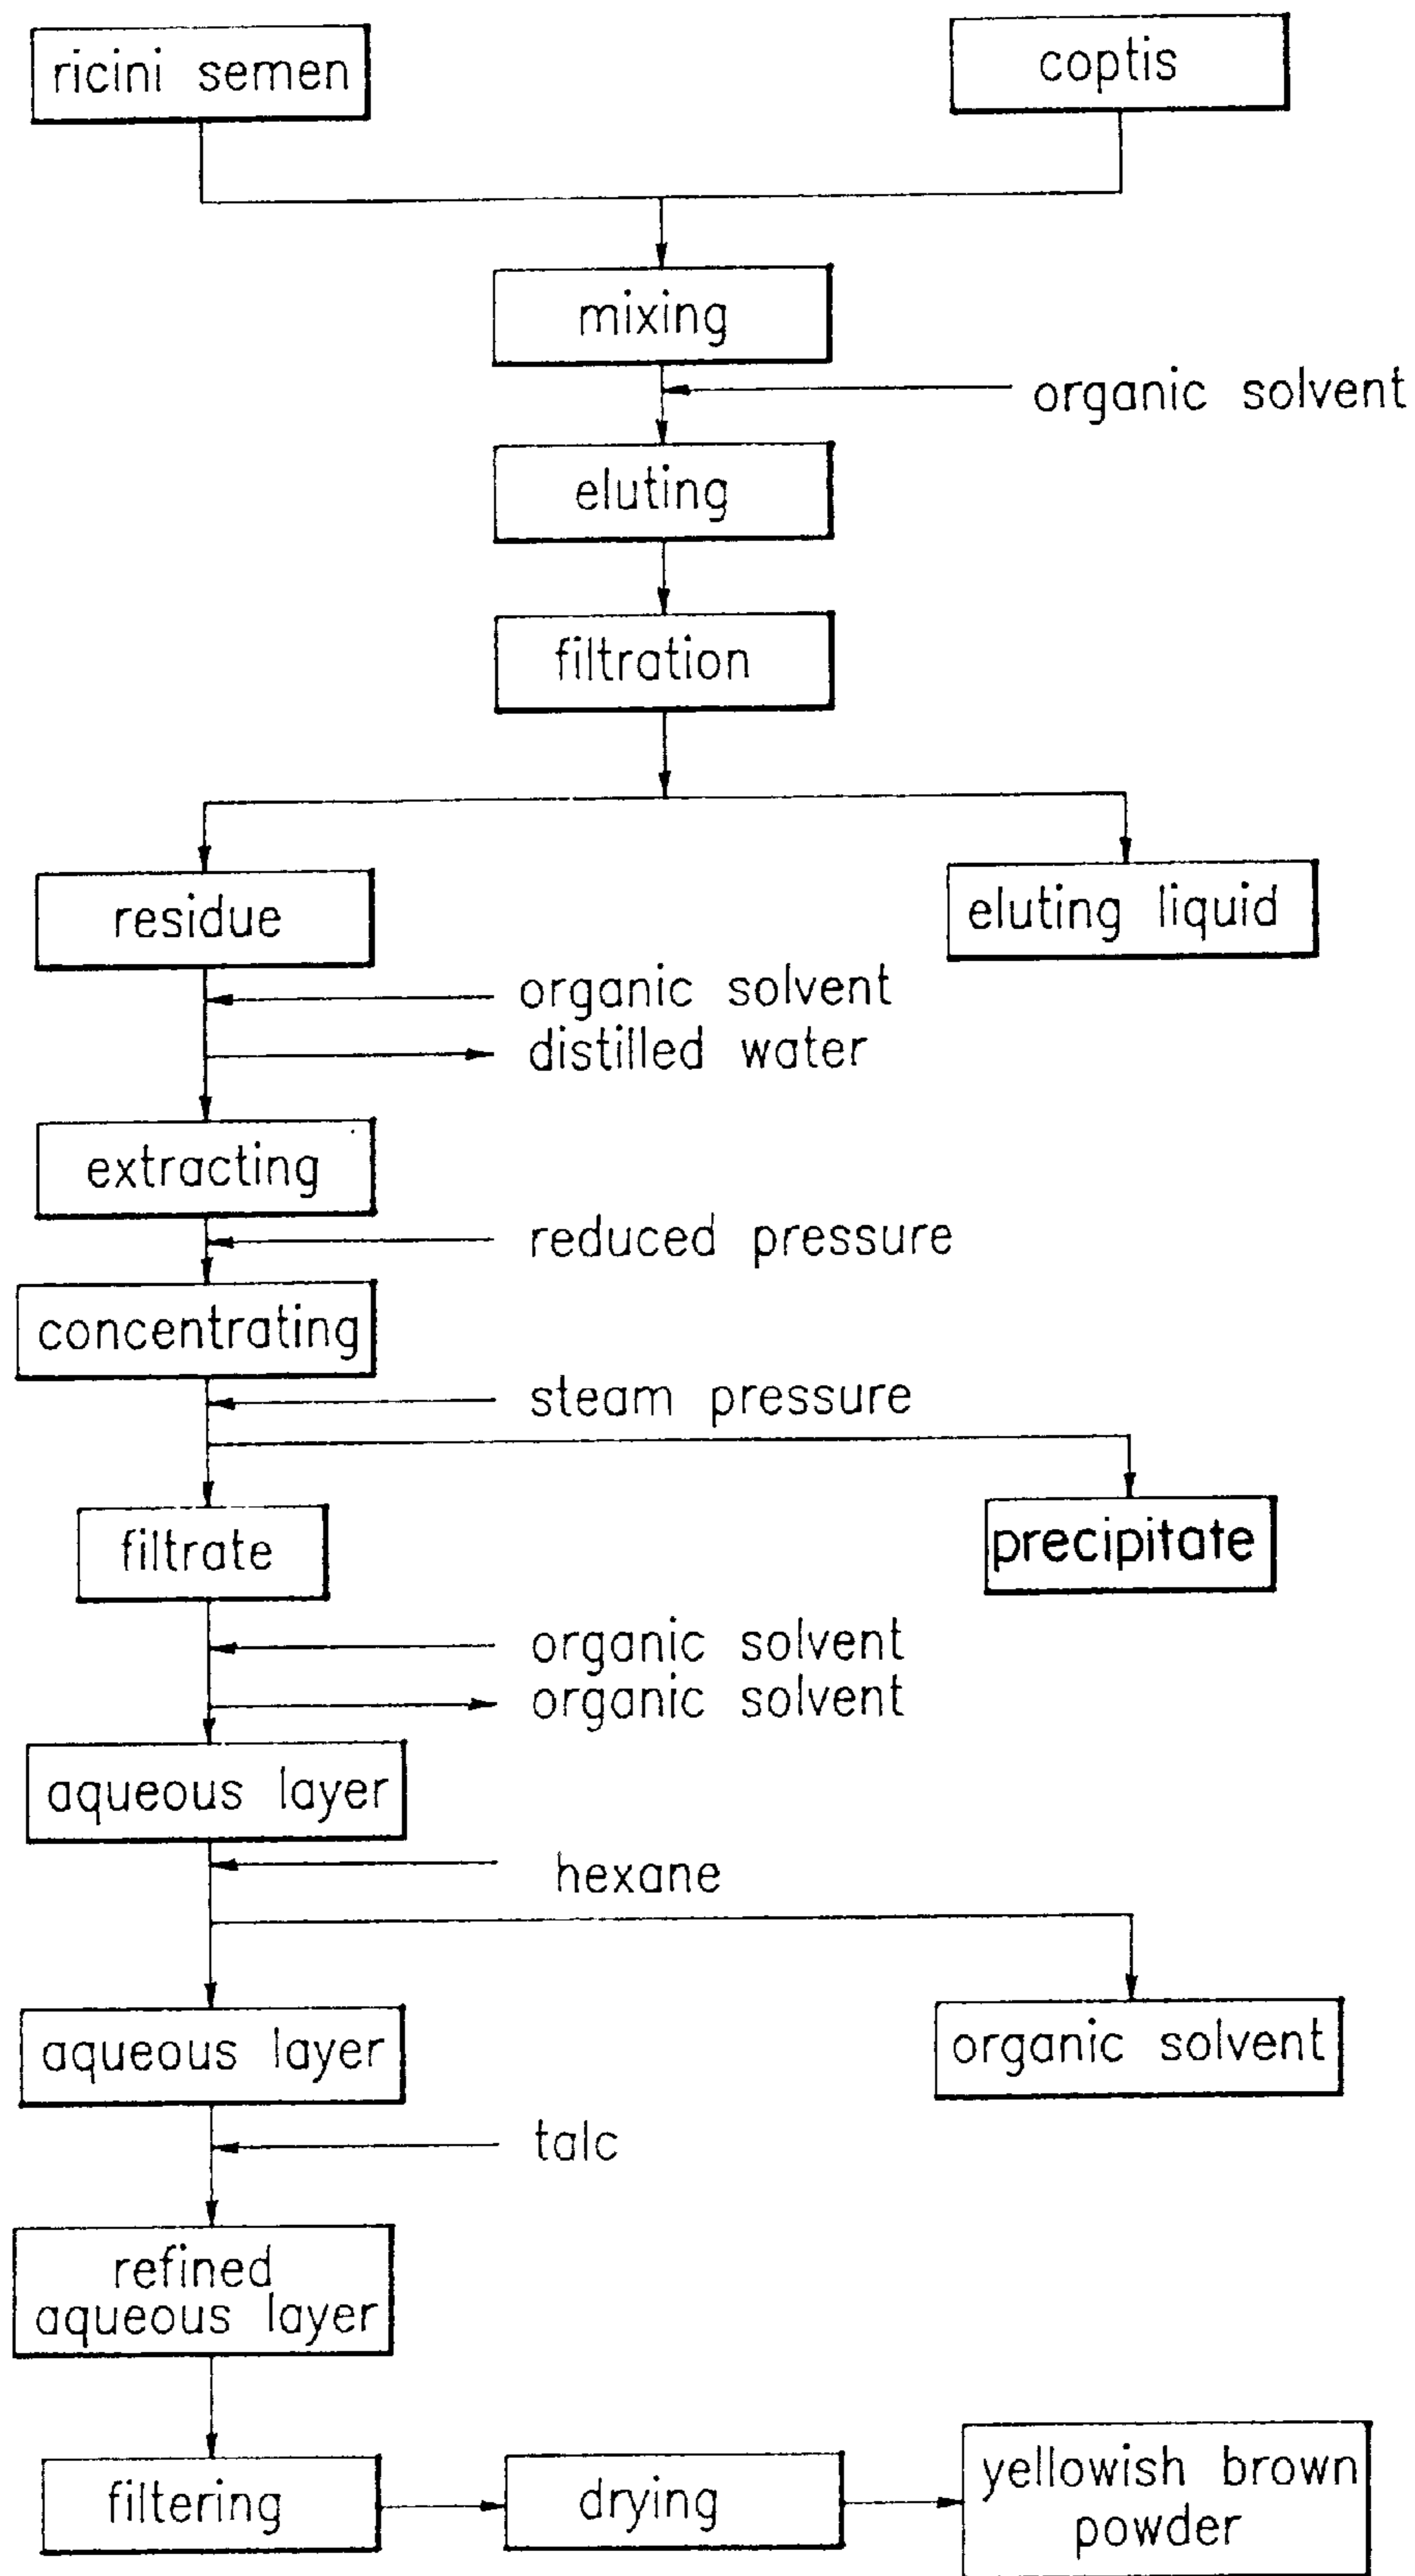 ricini semen
coptis
mixing
organic solvent
eluting
filtration
residue
eluting liquid
organic solvent
distilled water
extracting
reduced pressure
concentrating
steam pressure
filtrate
precipitate
organic solvent
organic solvent
aqueous layer
hexane
aqueous layer
organic solvent
talc
refined
aqueous layer
filtering
drying
yellowish brown
powder